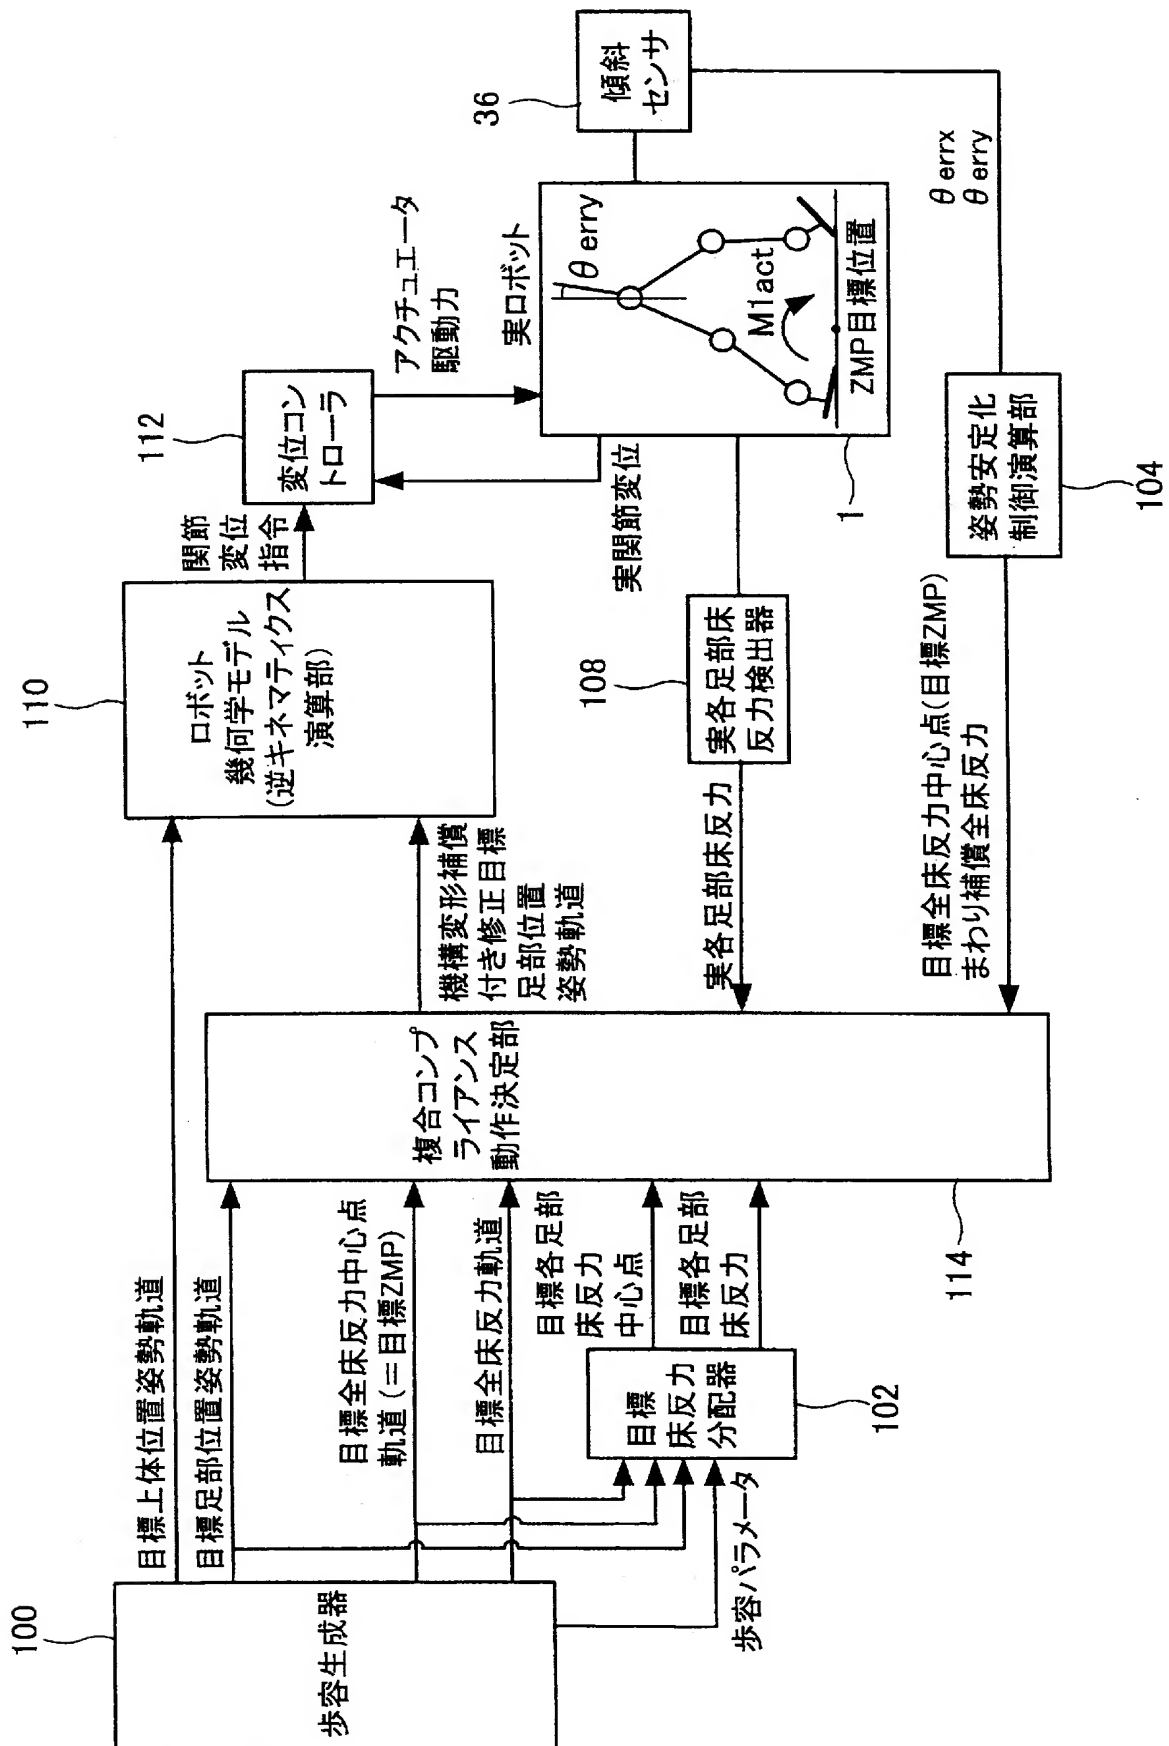 100
歩容生成器
目標上体位置姿勢軌道
目標足部位置姿勢軌道
目標全床反力中心点
軌道(＝目標ZMP)
目標全床反力軌道
歩容パラメータ
目標
床反力
分配器
102
目標各足部
床反力
中心点
目標各足部
床反力
複合コンプ
ライアンス
動作決定部
114
機構変形補償
付き修正目標
足部位置
姿勢軌道
110
ロボット
幾何学モデル
(逆キネマティクス
演算部)
関節
変位
指令
112
変位コン
トローラ
アクチュエータ
駆動力
実関節変位
実ロボット
θerry
M1act
ZMP目標位置
1
36
傾斜
センサ
θerrx
θerry
姿勢安定化
制御演算部
104
目標全床反力中心点(目標ZMP)
まわり補償全床反力
実各足部床
反力検出器
108
実各足部床反力